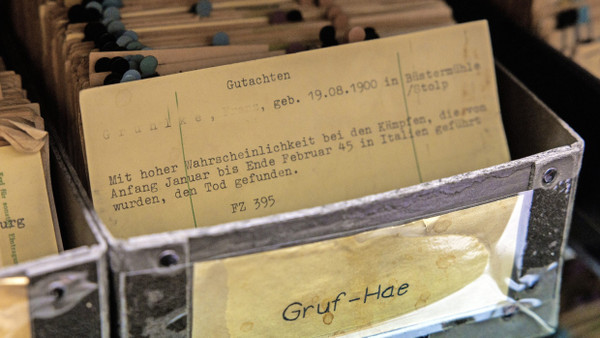 Gutachten
geb. 19.08.1900 in Büstermühle
/Stolp
Mit hoher Wahrscheinlichkeit bei den Kämpfen, die von
Anfang Januar bis Ende Februar 45 in Italien geführt
wurden, den Tod gefunden.
FZ 395
Gruf-Hae
urg